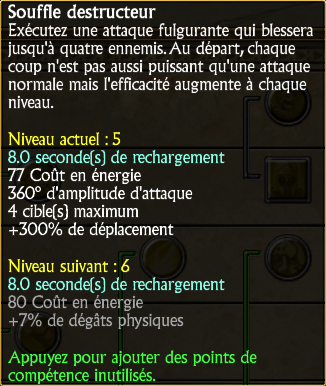 Souffle destructeur
Exécutez une attaque fulgurante qui blessera
jusqu'à quatre ennemis. Au départ, chaque
coup n'est pas aussi puissant qu'une attaque
normale mais l'efficacité augmente à chaque
niveau.
Niveau actuel : 5
8.0 seconde(s) de rechargement
77 Coût en énergie
360° d'amplitude d'attaque
4 cible(s) maximum
+300% de déplacement
Niveau suivant : 6
8.0 seconde(s) de rechargement
80 Coût en énergie
+7% de dégâts physiques
Appuyez pour ajouter des points de
compétence inutilisés.